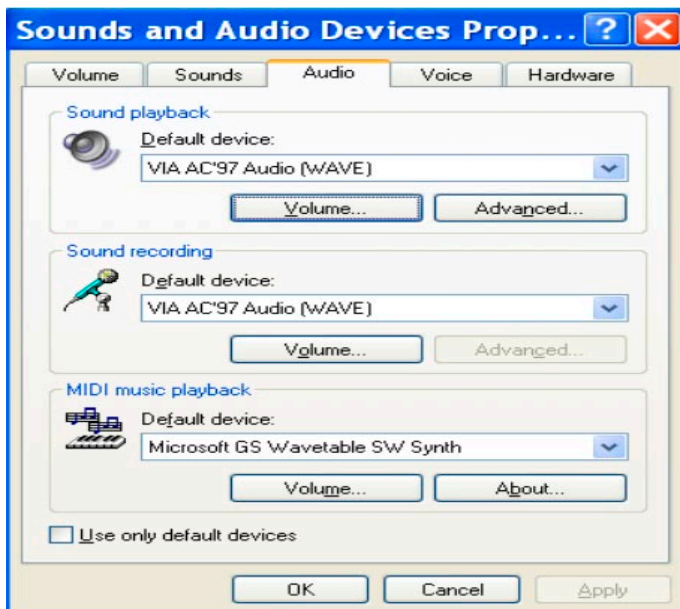 Sounds and Audio Devices Prop...
Volume Sounds Audio Voice Hardware
Sound playback
Default device:
VIA AC'97 Audio (WAVE)
Volume... Advanced...
Sound recording
Default device:
VIA AC'97 Audio (WAVE)
Volume... Advanced...
MIDI music playback
Default device:
Microsoft GS Wavetable SW Synth
Volume... About...
Use only default devices
OK Cancel Apply